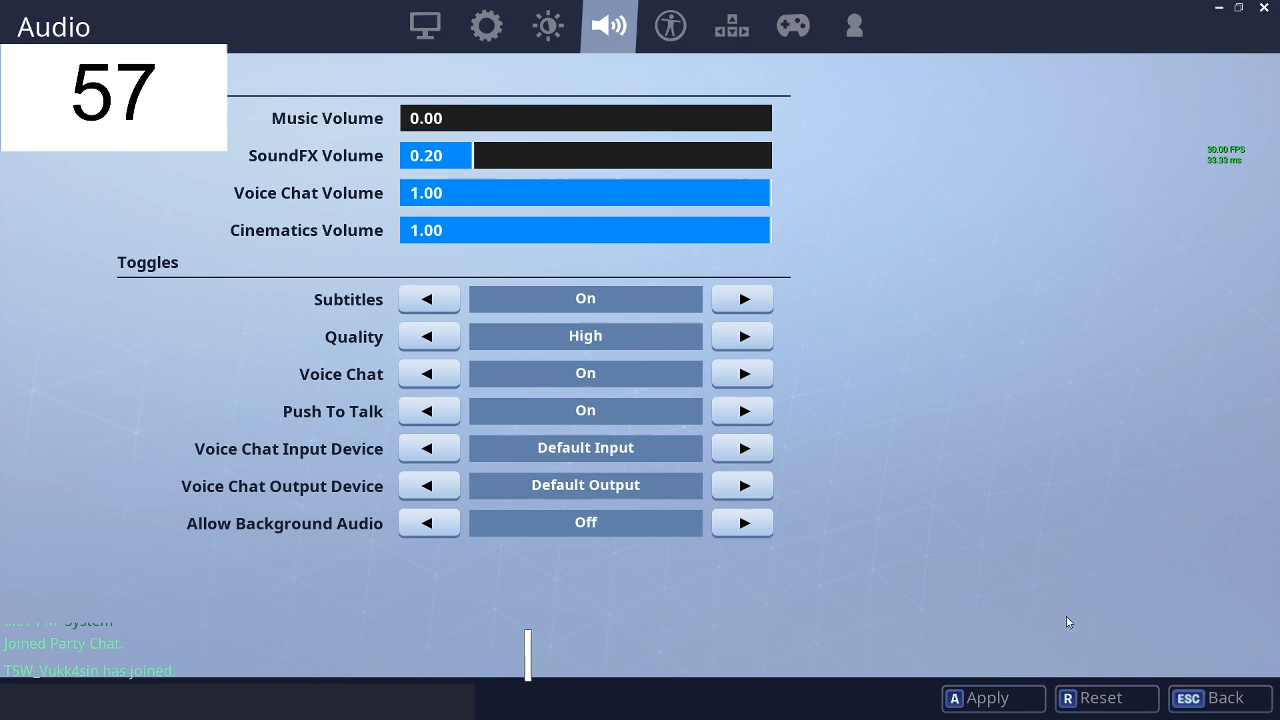 Audio
57
Music Volume 0.00
SoundFX Volume 0.20
30.00 FPS
33.33 ms
Voice Chat Volume 1.00
Cinematics Volume 1.00
Toggles
Subtitles On
Quality High
Voice Chat On
Push To Talk On
Voice Chat Input Device Default Input
Voice Chat Output Device Default Output
Allow Background Audio Off
System
Joined Party Chat.
TSW_Vukk4sin has joined.
A Apply R Reset ESC Back